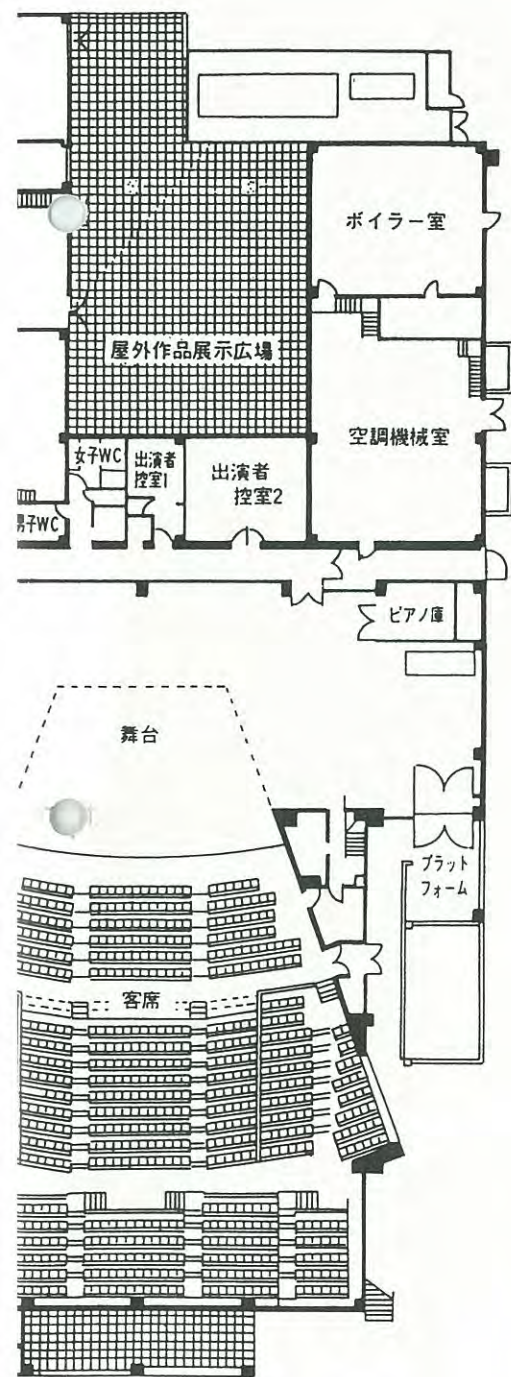 ボイラー室
屋外作品展示広場
空調機械室
女子WC
出演者
控室1
出演者
控室2
男子WC
ピアノ庫
舞台
プラット
フォーム
客席